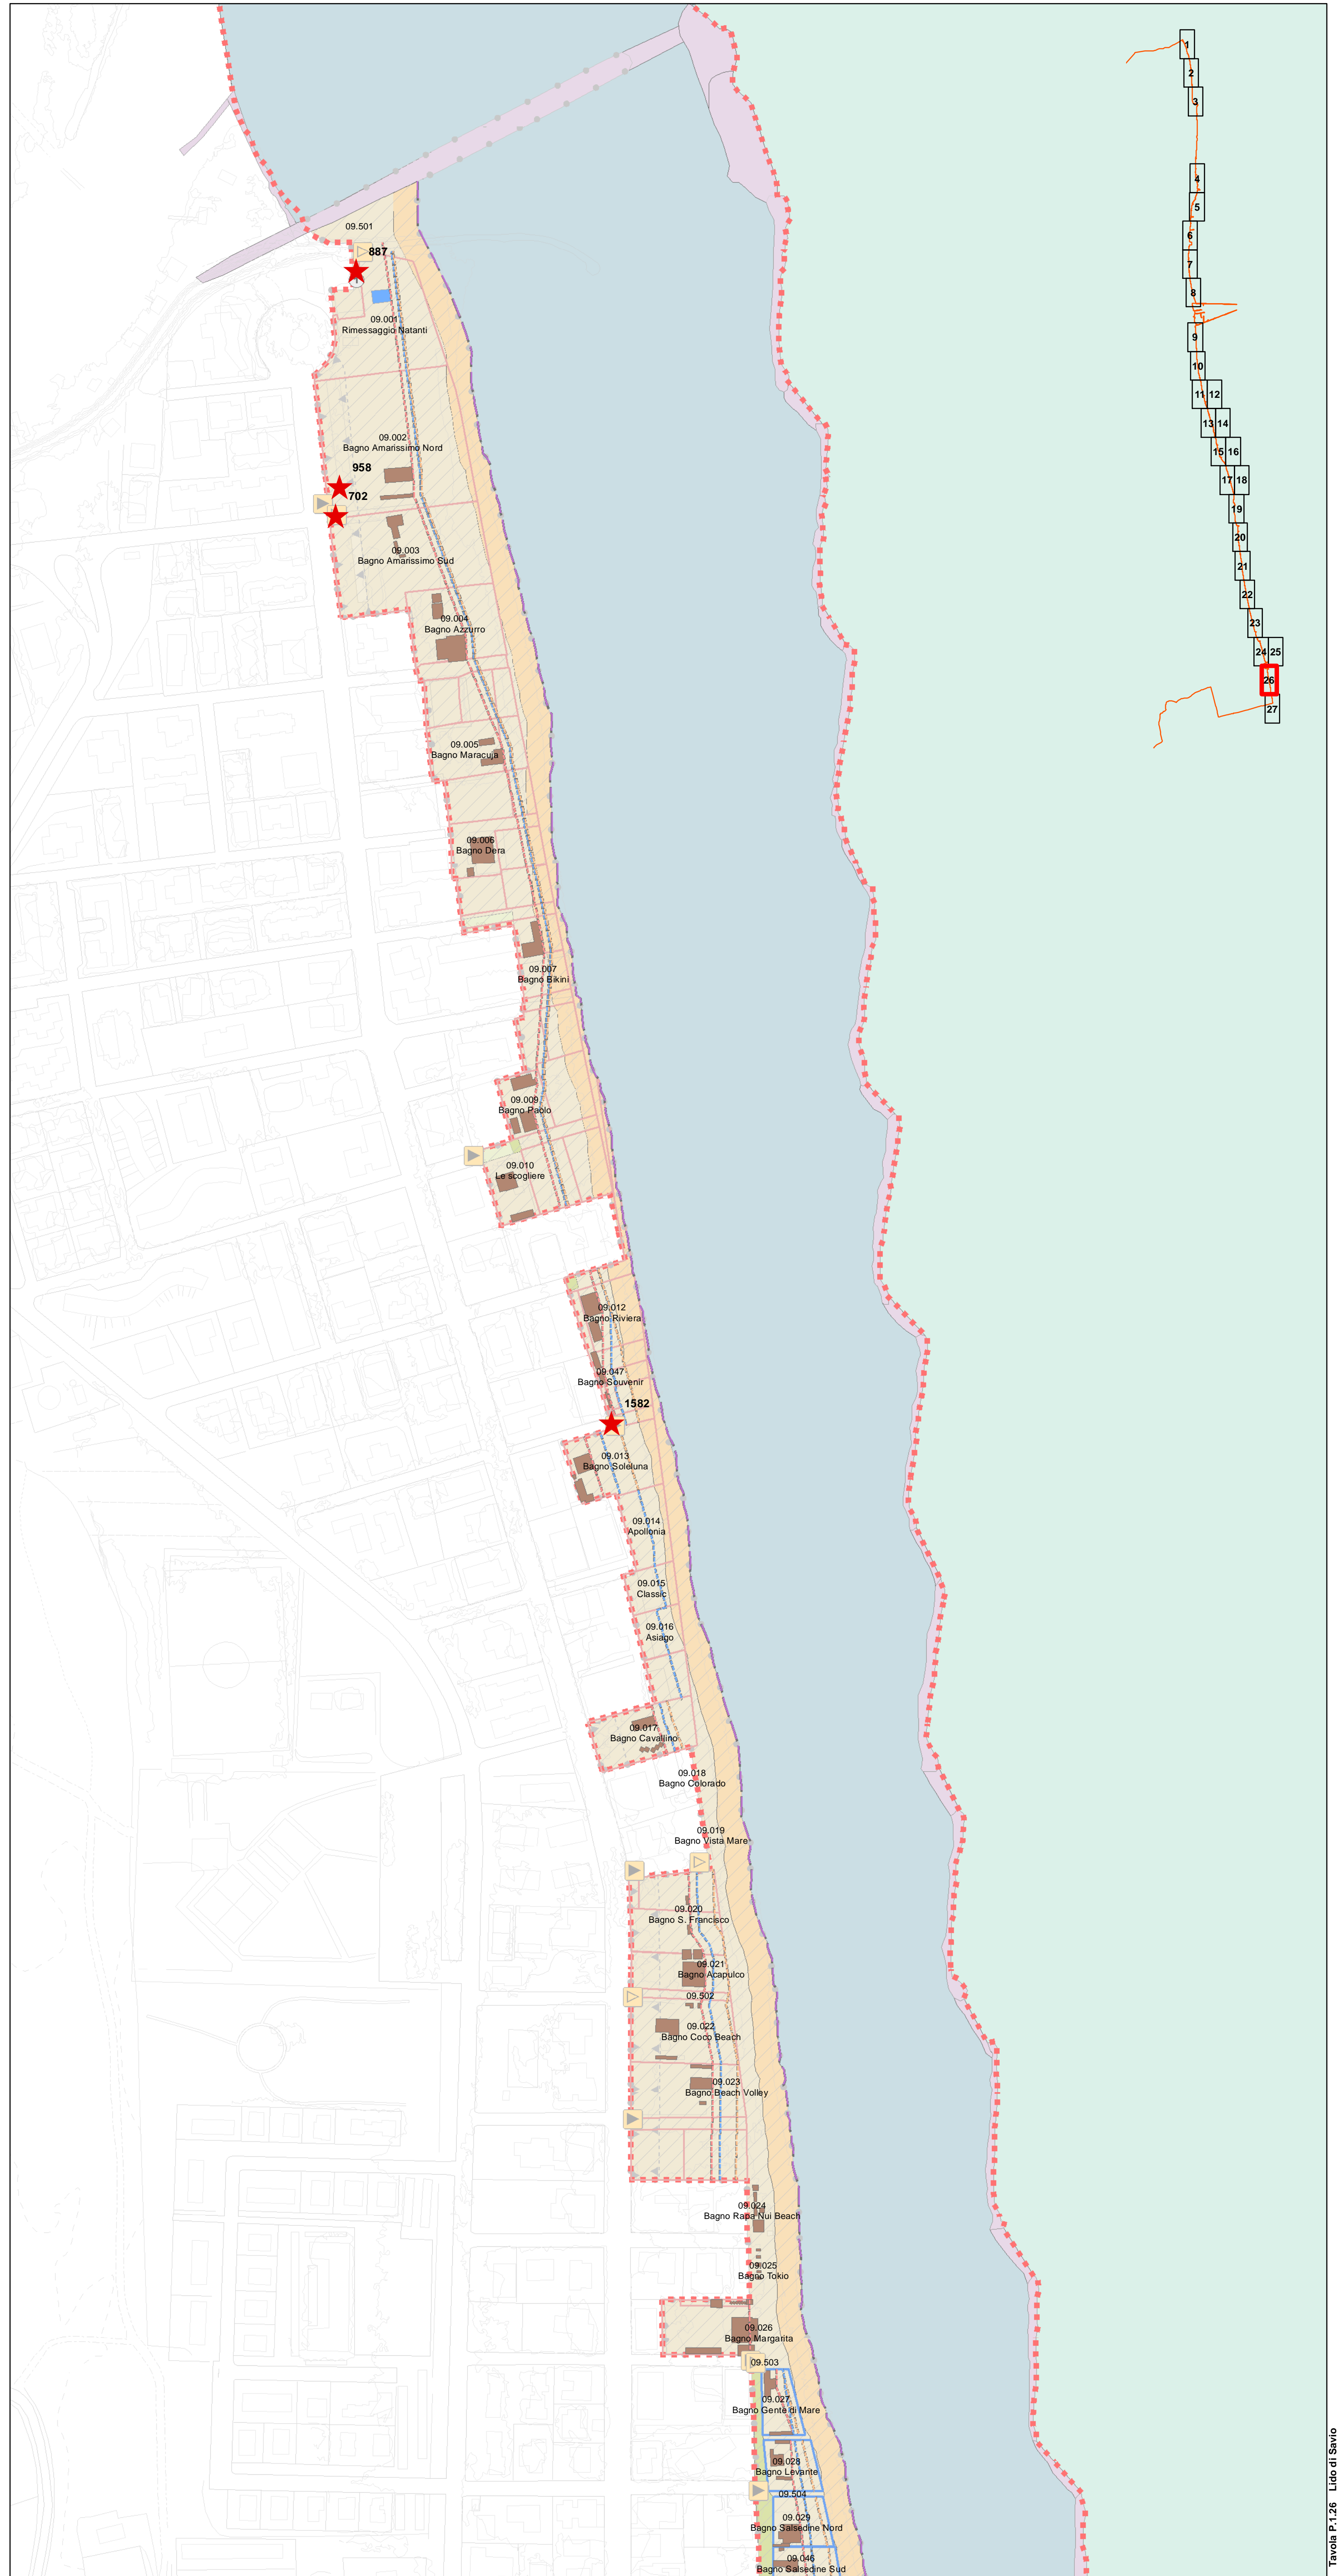 1
2
3
4
5
6
7
8
9
10
11 12
13 14
15 16
17 18
19
20
21
22
23
24 25
26
27
09.501
887
09.001
Rimessaggio Natanti
09.002
Bagno Amarissimo Nord
958
702
09.003
Bagno Amarissimo Sud
09.004
Bagno Azzurro
09.005
Bagno Maracuja
09.006
Bagno Dera
09.007
Bagno Bikini
09.009
Bagno Paolo
09.010
Le scogliere
09.012
Bagno Riviera
09.047
Bagno Souvenir
1582
09.013
Bagno Soleluna
09.014
Apollonia
09.015
Classic
09.016
Asiago
09.017
Bagno Cavallino
09.018
Bagno Colorado
09.019
Bagno Vista Mare
09.020
Bagno S. Francisco
09.021
Bagno Acapulco
09.502
09.022
Bagno Coco Beach
09.023
Bagno Beach Volley
09.024
Bagno Rapa Nui Beach
09.025
Bagno Tokio
09.026
Bagno Margarita
09.503
09.027
Bagno Gente di Mare
09.028
Bagno Levante
09.504
09.029
Bagno Salsedine Nord
09.046
Bagno Salsedine Sud
Tavola P.1.26 Lido di Savio